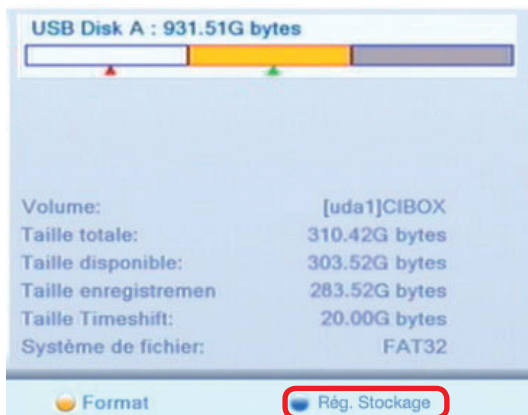 USB Disk A : 931.51G bytes
Volume: [uda1]CIBOX
Taille totale: 310.42G bytes
Taille disponible: 303.52G bytes
Taille enregistremen 283.52G bytes
Taille Timeshift: 20.00G bytes
Système de fichier: FAT32
Format Rég. Stockage